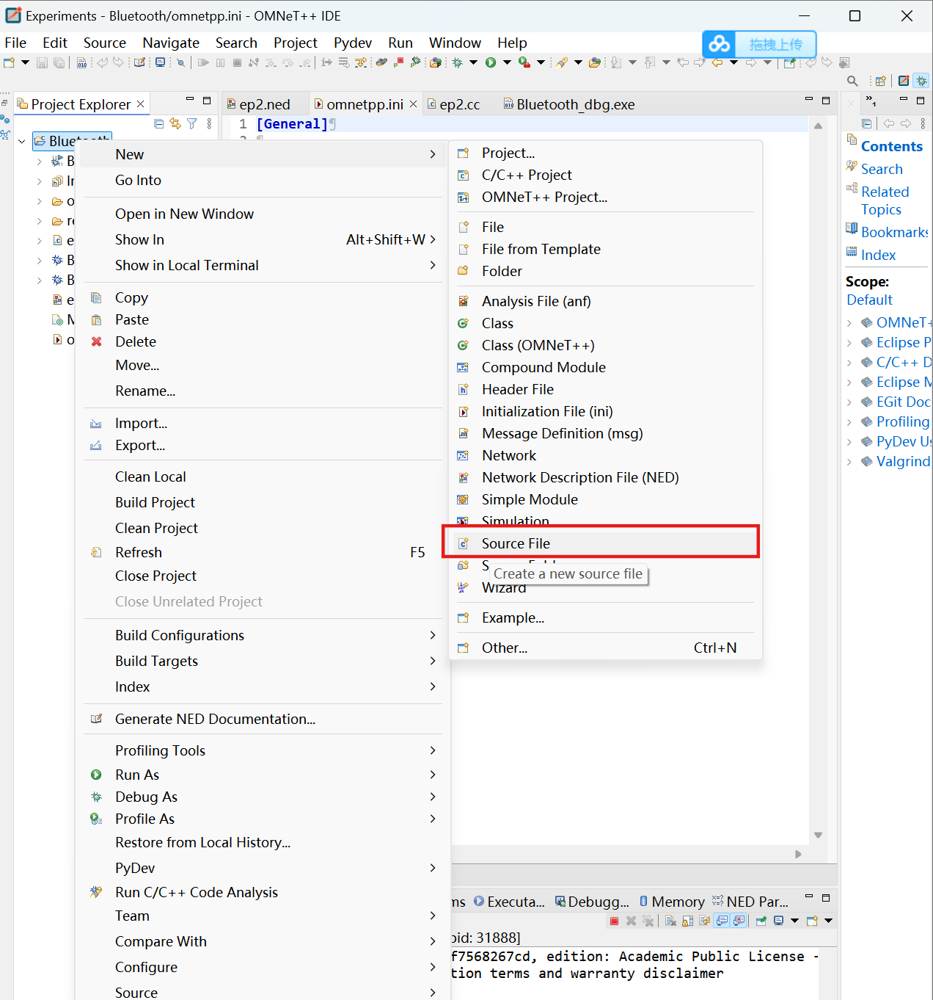 Experiments - Bluetooth/omnetpp.ini - OMNeT++ IDE
File Edit Source Navigate Search Project Pydev Run Window Help
拖拽上传
Project Explorer
ep2.ned
omnetpp.ini
ep2.cc
Bluetooth_dbg.exe
1 [General]¶
2
Bluetooth
New
Go Into
Open in New Window
Show In Alt+Shift+W
Show in Local Terminal
Copy
Paste
Delete
Move...
Rename...
Import...
Export...
Clean Local
Build Project
Clean Project
Refresh F5
Close Project
Close Unrelated Project
Build Configurations
Build Targets
Index
Generate NED Documentation...
Profiling Tools
Run As
Debug As
Profile As
Restore from Local History...
PyDev
Run C/C++ Code Analysis
Team
Compare With
Configure
Source
Project...
C/C++ Project
OMNeT++ Project...
File
File from Template
Folder
Analysis File (anf)
Class
Class (OMNeT++)
Compound Module
Header File
Initialization File (ini)
Message Definition (msg)
Network
Network Description File (NED)
Simple Module
Simulation
Source File
Create a new source file
Wizard
Example...
Other... Ctrl+N
Contents
Search
Related
Topics
Bookmarks
Index
Scope:
Default
OMNeT+
Eclipse P
C/C++ D
Eclipse M
EGit Doc
Profiling
PyDev Us
Valgrind
ms
Executa...
Debugg...
Memory
NED Par...
pid: 31888]
f7568267cd, edition: Academic Public License -
tion terms and warranty disclaimer